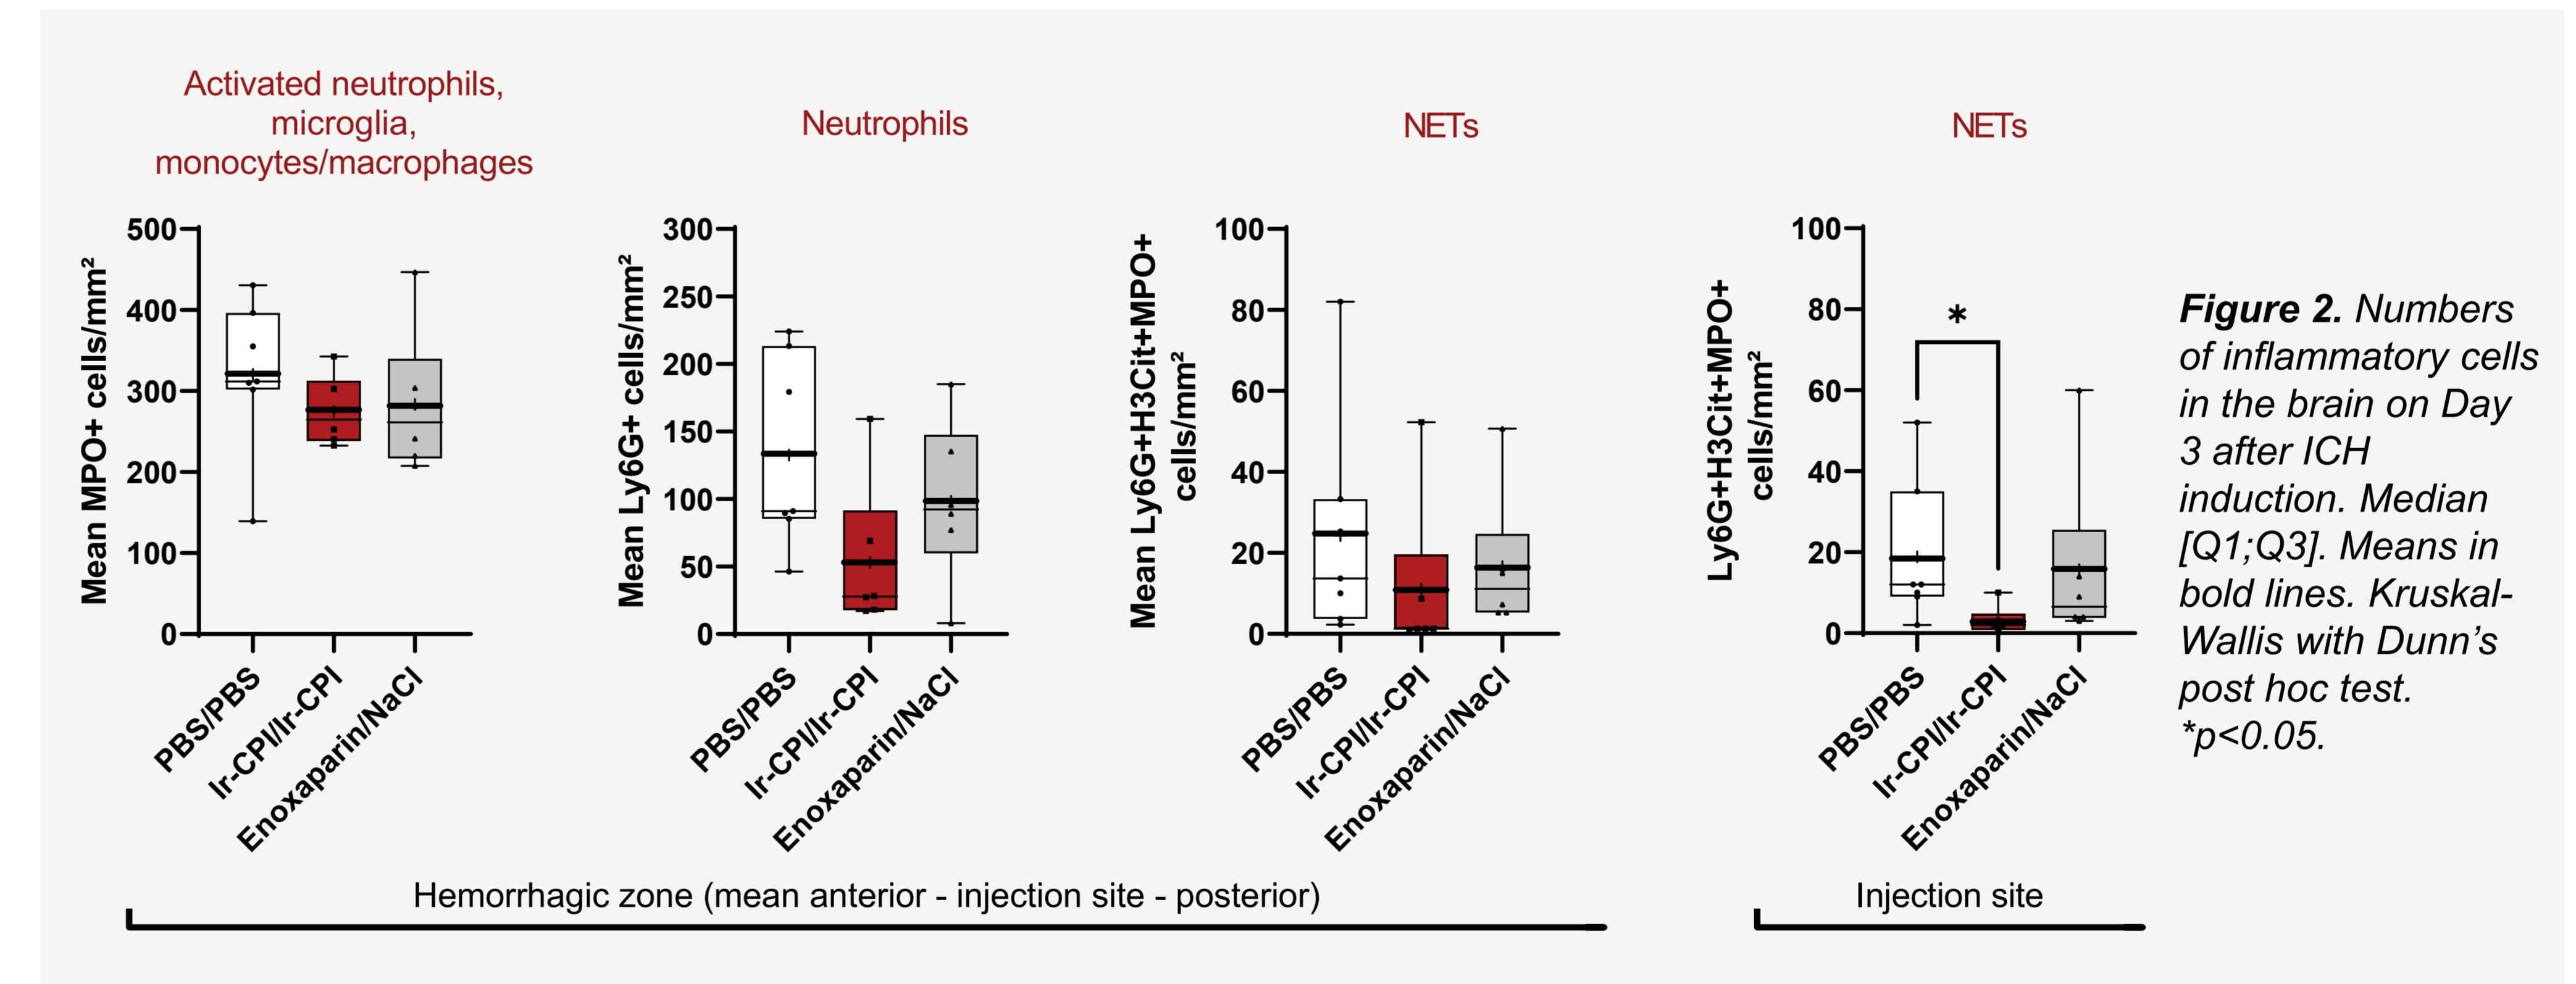 Activated neutrophils,
microglia,
monocytes/macrophages
Mean MPO+ cells/mm²
500
400
300
200
100
0
PBS/PBS
Ir-CPI/Ir-CPI
Enoxaparin/NaCl
Neutrophils
Mean Ly6G+ cells/mm²
300
250
200
150
100
50
0
PBS/PBS
Ir-CPI/Ir-CPI
Enoxaparin/NaCl
NETs
Mean Ly6G+H3Cit+MPO+
cells/mm²
100
80
60
40
20
0
PBS/PBS
Ir-CPI/Ir-CPI
Enoxaparin/NaCl
Hemorrhagic zone (mean anterior - injection site - posterior)
NETs
Ly6G+H3Cit+MPO+
cells/mm²
100
80
60
40
20
0
*
PBS/PBS
Ir-CPI/Ir-CPI
Enoxaparin/NaCl
Injection site
Figure 2. Numbers
of inflammatory cells
in the brain on Day
3 after ICH
induction. Median
[Q1;Q3]. Means in
bold lines. Kruskal-
Wallis with Dunn’s
post hoc test.
*p<0.05.